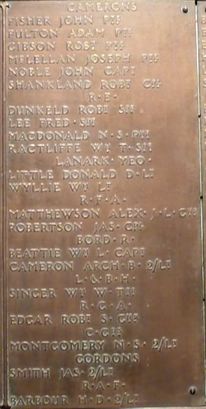 CAMERONS
FISHER JOHN PTE
FULTON ADAM PTE
GIBSON ROBT PTE
MCLELLAN JOSEPH PTE
NOBLE JOHN CAPT
SHANKLAND ROBT CPL
R·E·
DUNKELD ROBT SGT
LEE FRED·SGT
MACDONALD N·S·PTE
RACTLIFFE WM T·SGT
LANARK·YEO·
LITTLE DONALD·LT
WYLLIE WM LT
R·F·A·
MATTHEWSON ALEX·J·L·GNR
ROBERTSON JAS·CPL
BORD·R·
BEATTIE WM L·CAPT
CAMERON ARCH·B·2/LT
L·&·B·H·
SINGER WM W·PTE
R·G·A·
EDGAR ROBT S·GNR
MONTGOMERY N·S·2/LT
GORDONS
SMITH JAS·2/LT
R·A·F·
BARBOUR H·D·2/LT